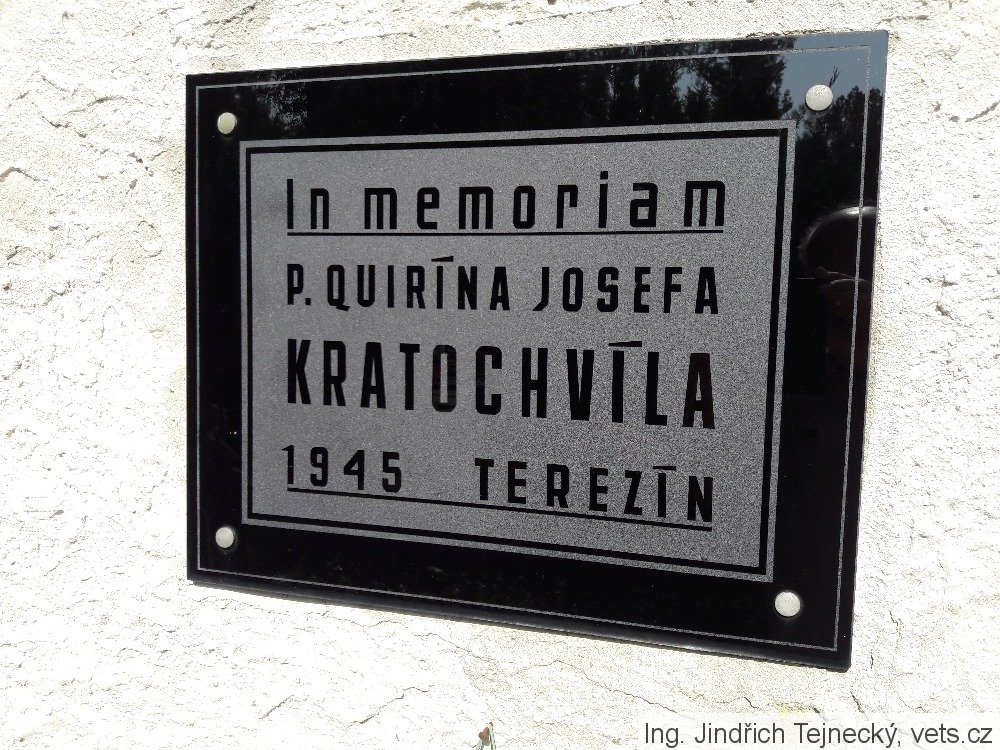 In memoriam
P. QUIRÍNA JOSEFA
KRATOCHVÍLA
1945 TEREZÍN
Ing. Jindřich Tejnecký, vets.cz